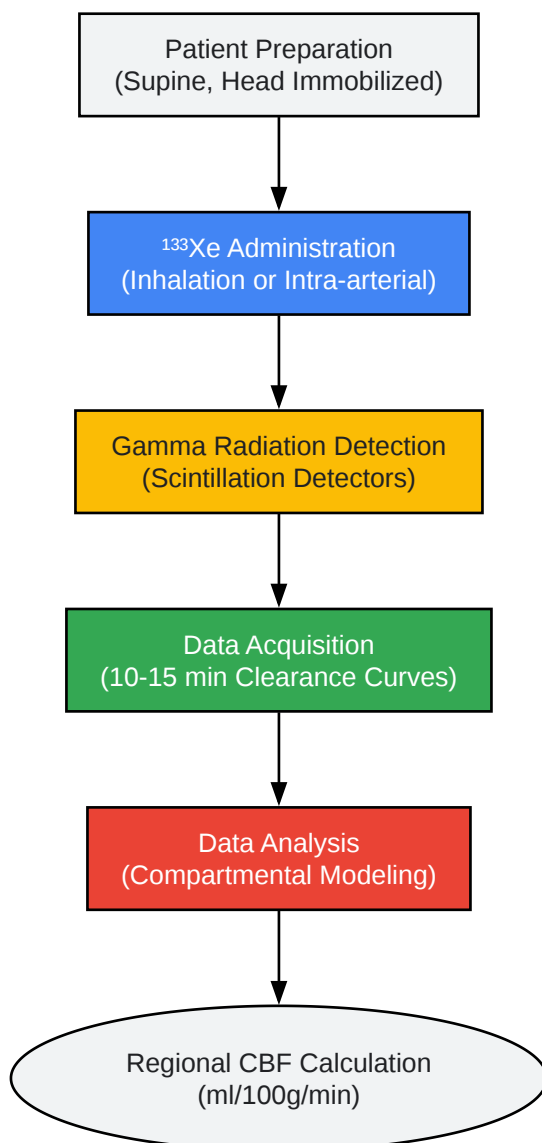 Patient Preparation
(Supine, Head Immobilized)
¹³³Xe Administration
(Inhalation or Intra-arterial)
Gamma Radiation Detection
(Scintillation Detectors)
Data Acquisition
(10-15 min Clearance Curves)
Data Analysis
(Compartmental Modeling)
Regional CBF Calculation
(ml/100g/min)